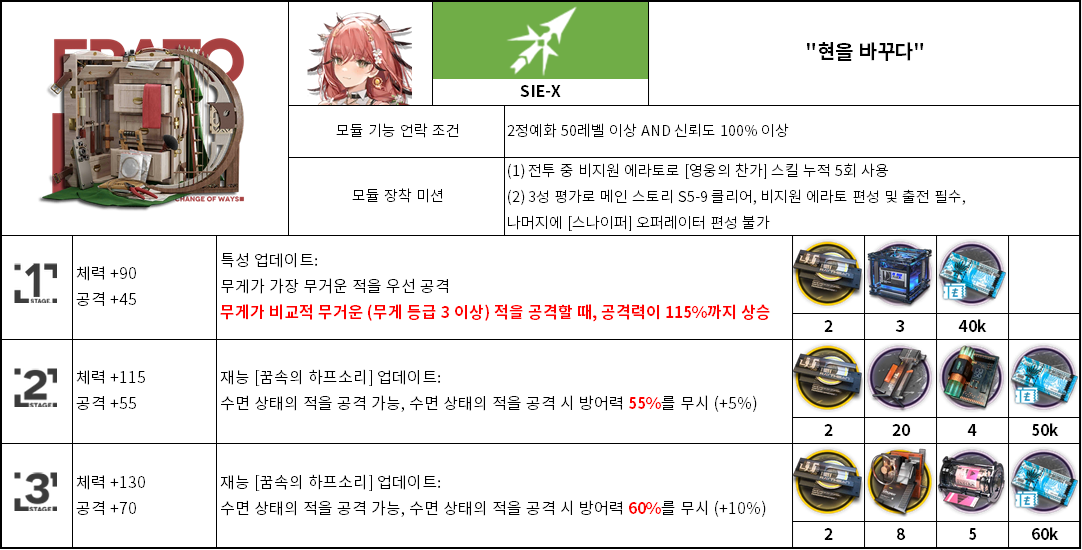 ERATO
CHANGE OF WAYS
SIE-X
"현을 바꾸다"
모듈 기능 언락 조건
2정예화 50레벨 이상 AND 신뢰도 100% 이상
모듈 장착 미션
(1) 전투 중 비지원 에라토로 [영웅의 찬가] 스킬 누적 5회 사용
(2) 3성 평가로 메인 스토리 S5-9 클리어, 비지원 에라토 편성 및 출전 필수,
나머지에 [스나이퍼] 오퍼레이터 편성 불가
1
STAGE
체력 +90
공격 +45
특성 업데이트:
무게가 가장 무거운 적을 우선 공격
무게가 비교적 무거운 (무게 등급 3 이상) 적을 공격할 때, 공격력이 115%까지 상승
2
3
40k
2
STAGE
체력 +115
공격 +55
재능 [꿈속의 하프소리] 업데이트:
수면 상태의 적을 공격 가능, 수면 상태의 적을 공격 시 방어력 55%를 무시 (+5%)
2
20
4
50k
3
STAGE
체력 +130
공격 +70
재능 [꿈속의 하프소리] 업데이트:
수면 상태의 적을 공격 가능, 수면 상태의 적을 공격 시 방어력 60%를 무시 (+10%)
2
8
5
60k